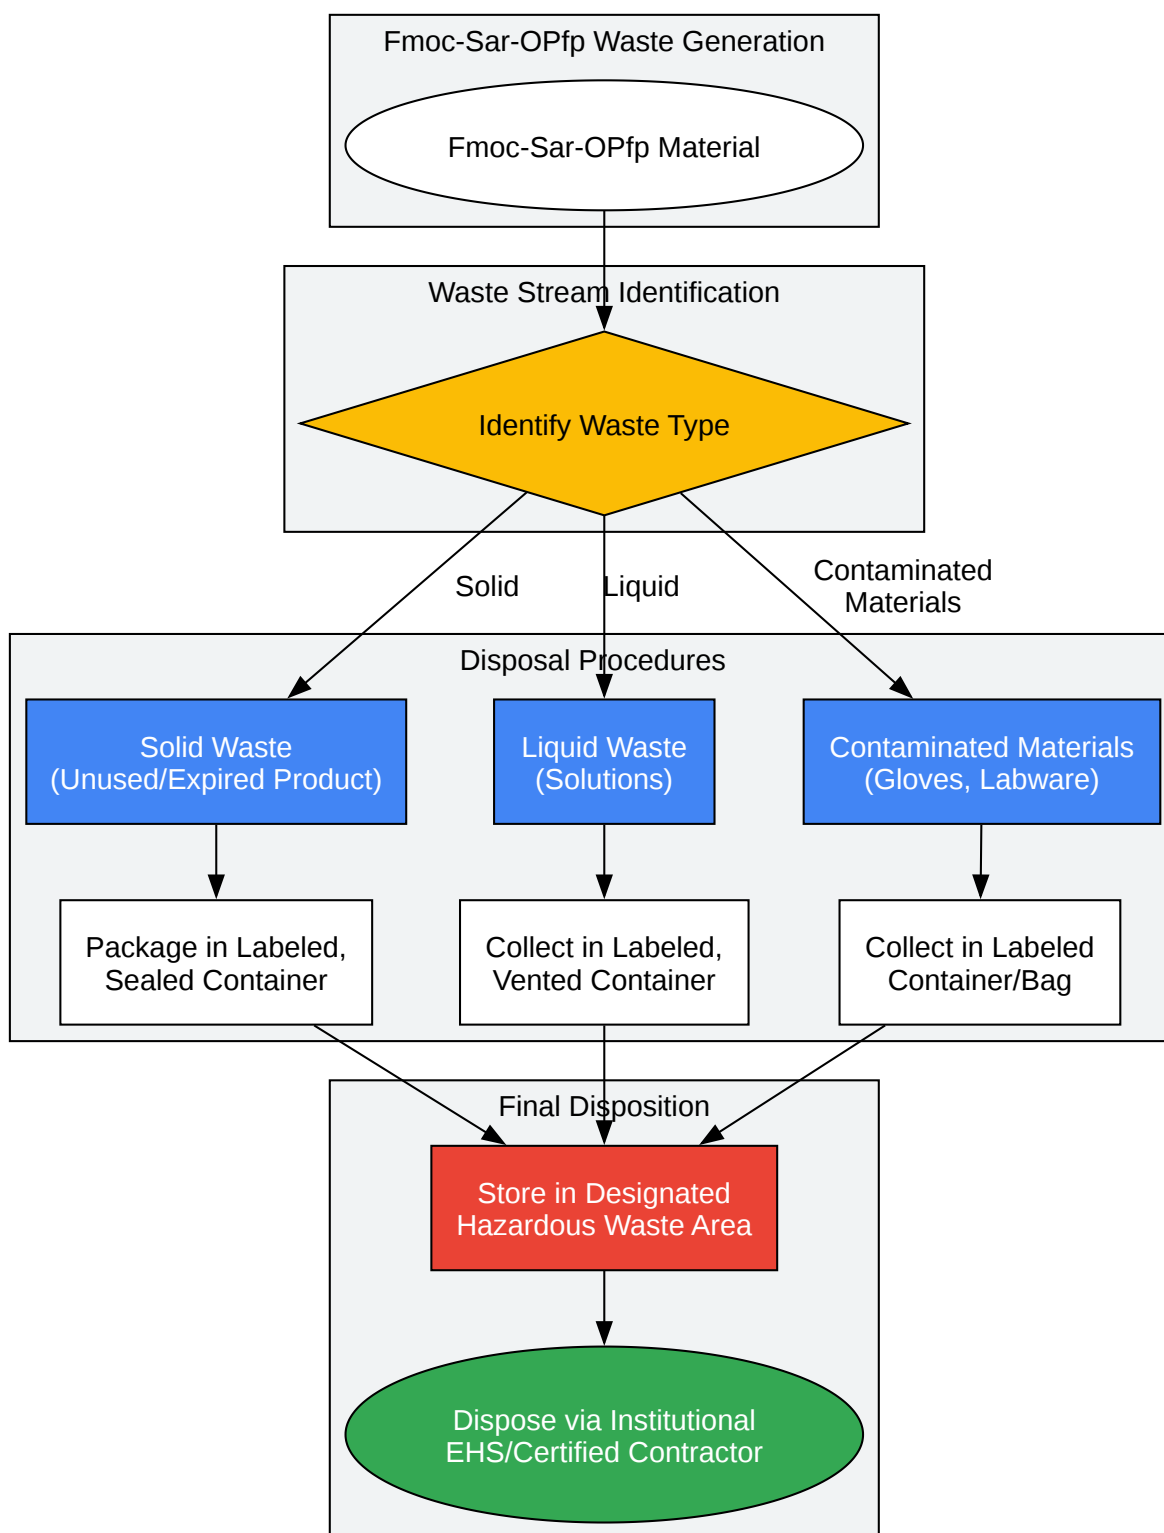 Fmoc-Sar-OPfp Waste Generation
Fmoc-Sar-OPfp Material
Waste Stream Identification
Identify Waste Type
Solid
Liquid
Contaminated
Materials
Disposal Procedures
Solid Waste
(Unused/Expired Product)
Liquid Waste
(Solutions)
Contaminated Materials
(Gloves, Labware)
Package in Labeled,
Sealed Container
Collect in Labeled,
Vented Container
Collect in Labeled
Container/Bag
Final Disposition
Store in Designated
Hazardous Waste Area
Dispose via Institutional
EHS/Certified Contractor